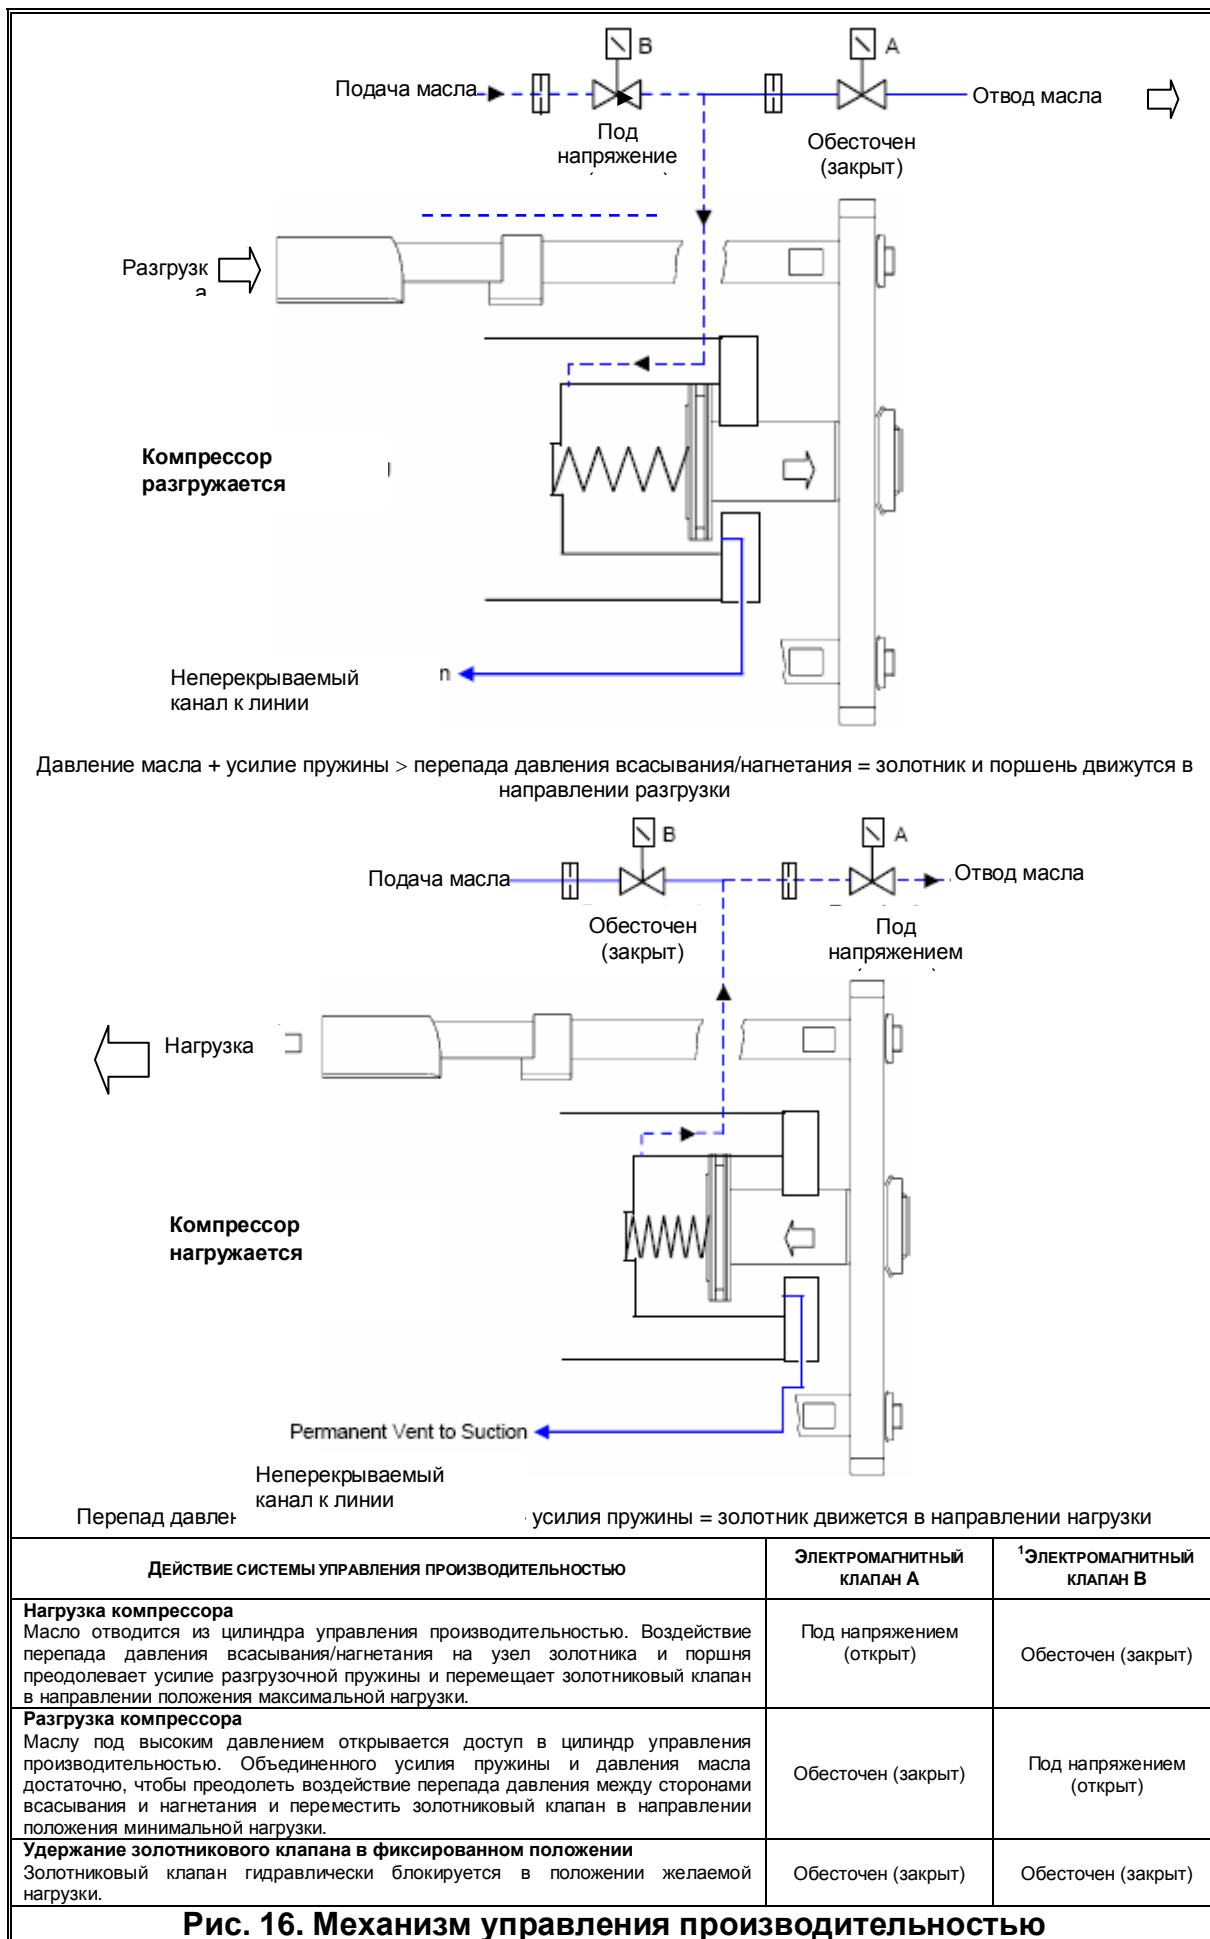 B
A
Подача масла
Отвод масла
Под
напряжение
Обесточен
(закрыт)
Разгрузк
а
Компрессор
разгружается
Неперекрываемый
n
канал к линии
Давление масла + усилие пружины > перепада давления всасывания/нагнетания = золотник и поршень движутся в
направлении разгрузки
B
A
Подача масла
Отвод масла
Обесточен
(закрыт)
Под
напряжением
Нагрузка
Компрессор
нагружается
Permanent Vent to Suction
Неперекрываемый
канал к линии
Перепад давлен усилия пружины = золотник движется в направлении нагрузки
ДЕЙСТВИЕ СИСТЕМЫ УПРАВЛЕНИЯ ПРОИЗВОДИТЕЛЬНОСТЬЮ
ЭЛЕКТРОМАГНИТНЫЙ
КЛАПАН А
1ЭЛЕКТРОМАГНИТНЫЙ
КЛАПАН В
Нагрузка компрессора
Масло отводится из цилиндра управления производительностью. Воздействие
перепада давления всасывания/нагнетания на узел золотника и поршня
преодолевает усилие разгрузочной пружины и перемещает золотниковый клапан
в направлении положения максимальной нагрузки.
Под напряжением
(открыт)
Обесточен (закрыт)
Разгрузка компрессора
Маслу под высоким давлением открывается доступ в цилиндр управления
производительностью. Объединенного усилия пружины и давления масла
достаточно, чтобы преодолеть воздействие перепада давления между сторонами
всасывания и нагнетания и переместить золотниковый клапан в направлении
положения минимальной нагрузки.
Обесточен (закрыт)
Под напряжением
(открыт)
Удержание золотникового клапана в фиксированном положении
Золотниковый клапан гидравлически блокируется в положении желаемой
нагрузки.
Обесточен (закрыт)
Обесточен (закрыт)
Рис. 16. Механизм управления производительностью